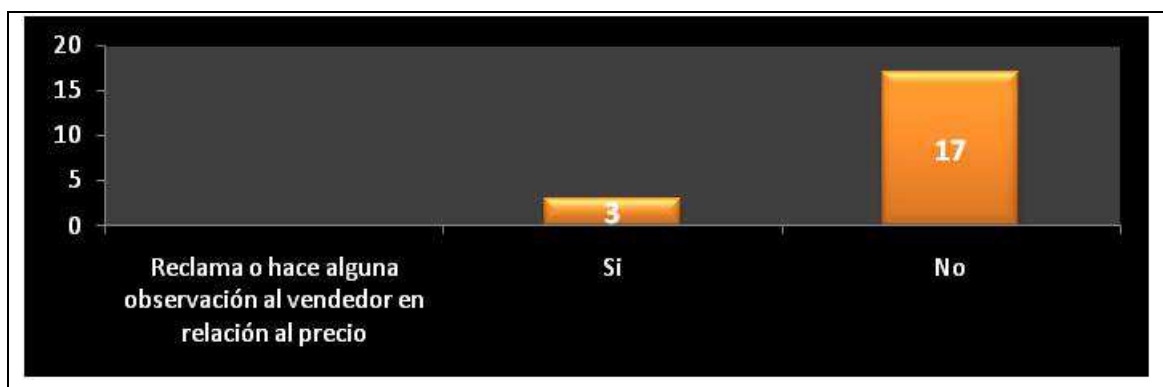 20
15
10
5
0
17
3
Reclama o hace alguna
observación al vendedor en
relación al precio
Si
No